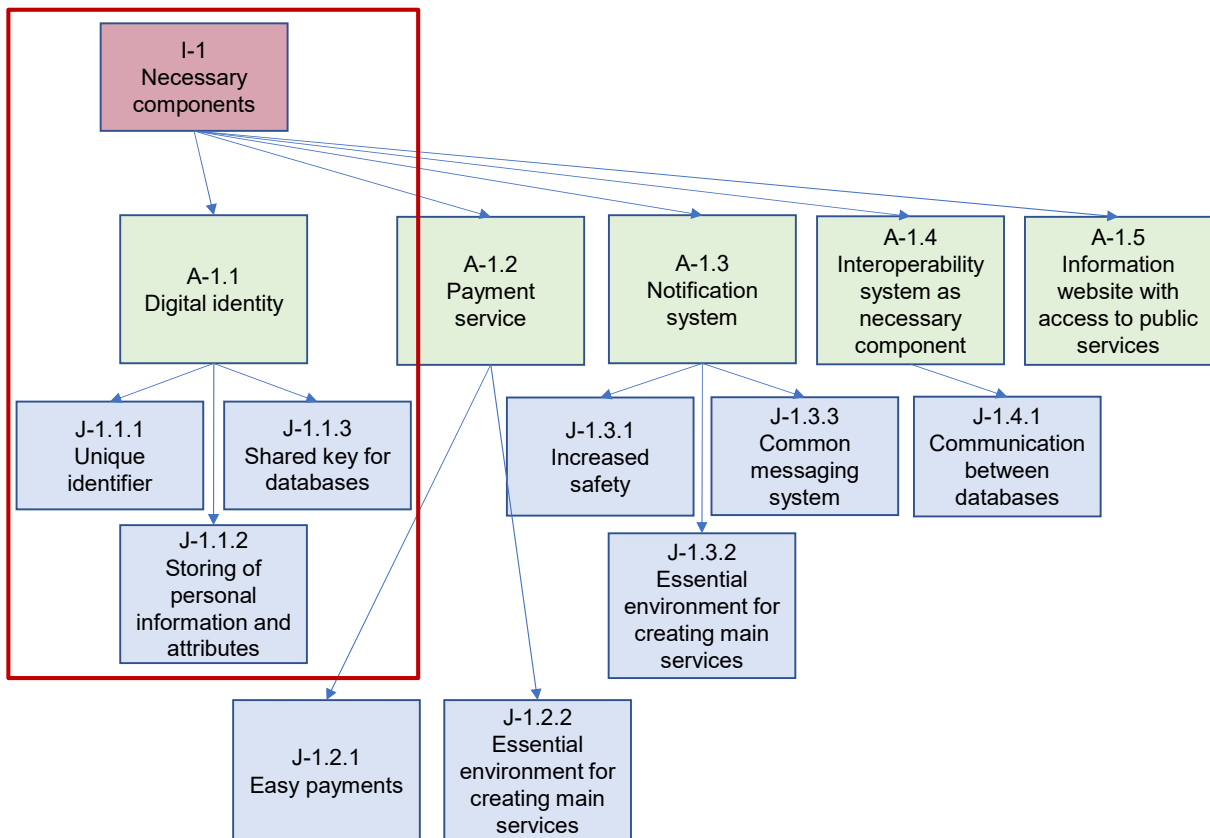 I-1
Necessary
components
A-1.1
Digital identity
A-1.2
Payment
service
A-1.3
Notification
system
A-1.4
Interoperability
system as
necessary
component
A-1.5
Information
website with
access to public
services
J-1.1.1
Unique
identifier
J-1.1.3
Shared key for
databases
J-1.1.2
Storing of
personal
information and
attributes
J-1.3.1
Increased
safety
J-1.3.3
Common
messaging
system
J-1.4.1
Communication
between
databases
J-1.3.2
Essential
environment for
creating main
services
J-1.2.1
Easy payments
J-1.2.2
Essential
environment for
creating main
services